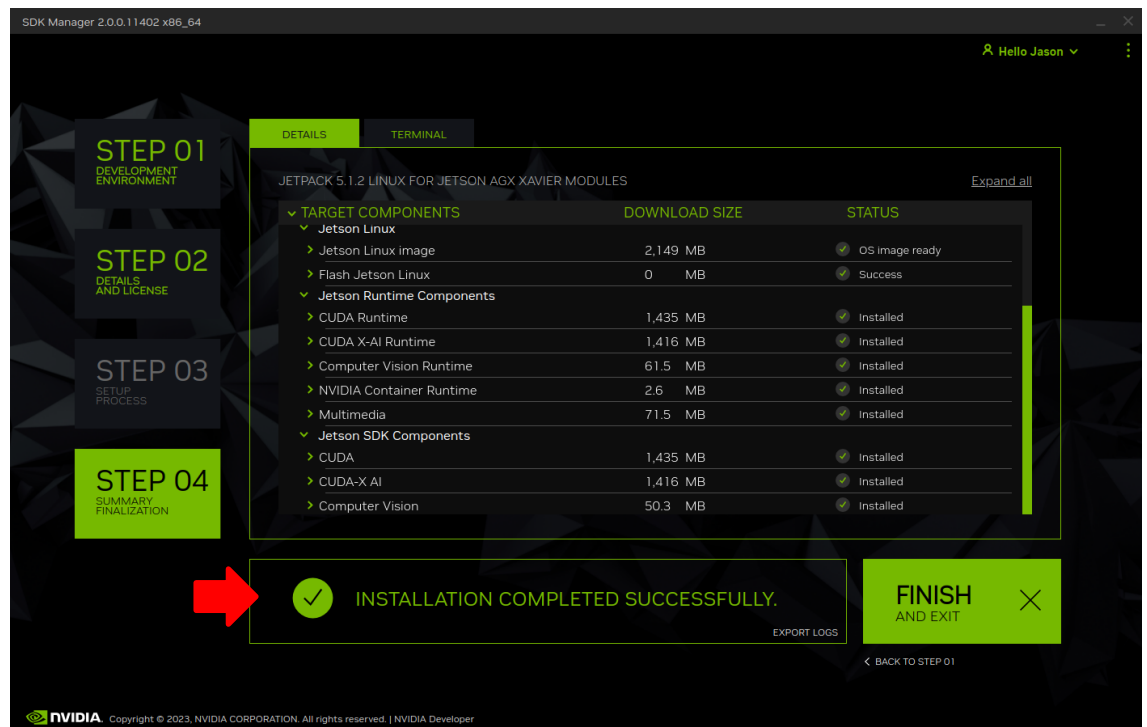 SDK Manager 2.0.0.11402 x86_64
Hello Jason
STEP 01
DEVELOPMENT
ENVIRONMENT
STEP 02
DETAILS
AND LICENSE
STEP 03
SETUP
PROCESS
STEP 04
SUMMARY
FINALIZATION
DETAILS TERMINAL
JETPACK 5.1.2 LINUX FOR JETSON AGX XAVIER MODULES Expand all
TARGET COMPONENTS DOWNLOAD SIZE STATUS
Jetson Linux
Jetson Linux image 2,149 MB OS image ready
Flash Jetson Linux 0 MB Success
Jetson Runtime Components
CUDA Runtime 1,435 MB Installed
CUDA X-AI Runtime 1,416 MB Installed
Computer Vision Runtime 61.5 MB Installed
NVIDIA Container Runtime 2.6 MB Installed
Multimedia 71.5 MB Installed
Jetson SDK Components
CUDA 1,435 MB Installed
CUDA-X AI 1,416 MB Installed
Computer Vision 50.3 MB Installed
INSTALLATION COMPLETED SUCCESSFULLY.
EXPORT LOGS
FINISH
AND EXIT
BACK TO STEP 01
NVIDIA. Copyright © 2023, NVIDIA CORPORATION. All rights reserved. | NVIDIA Developer